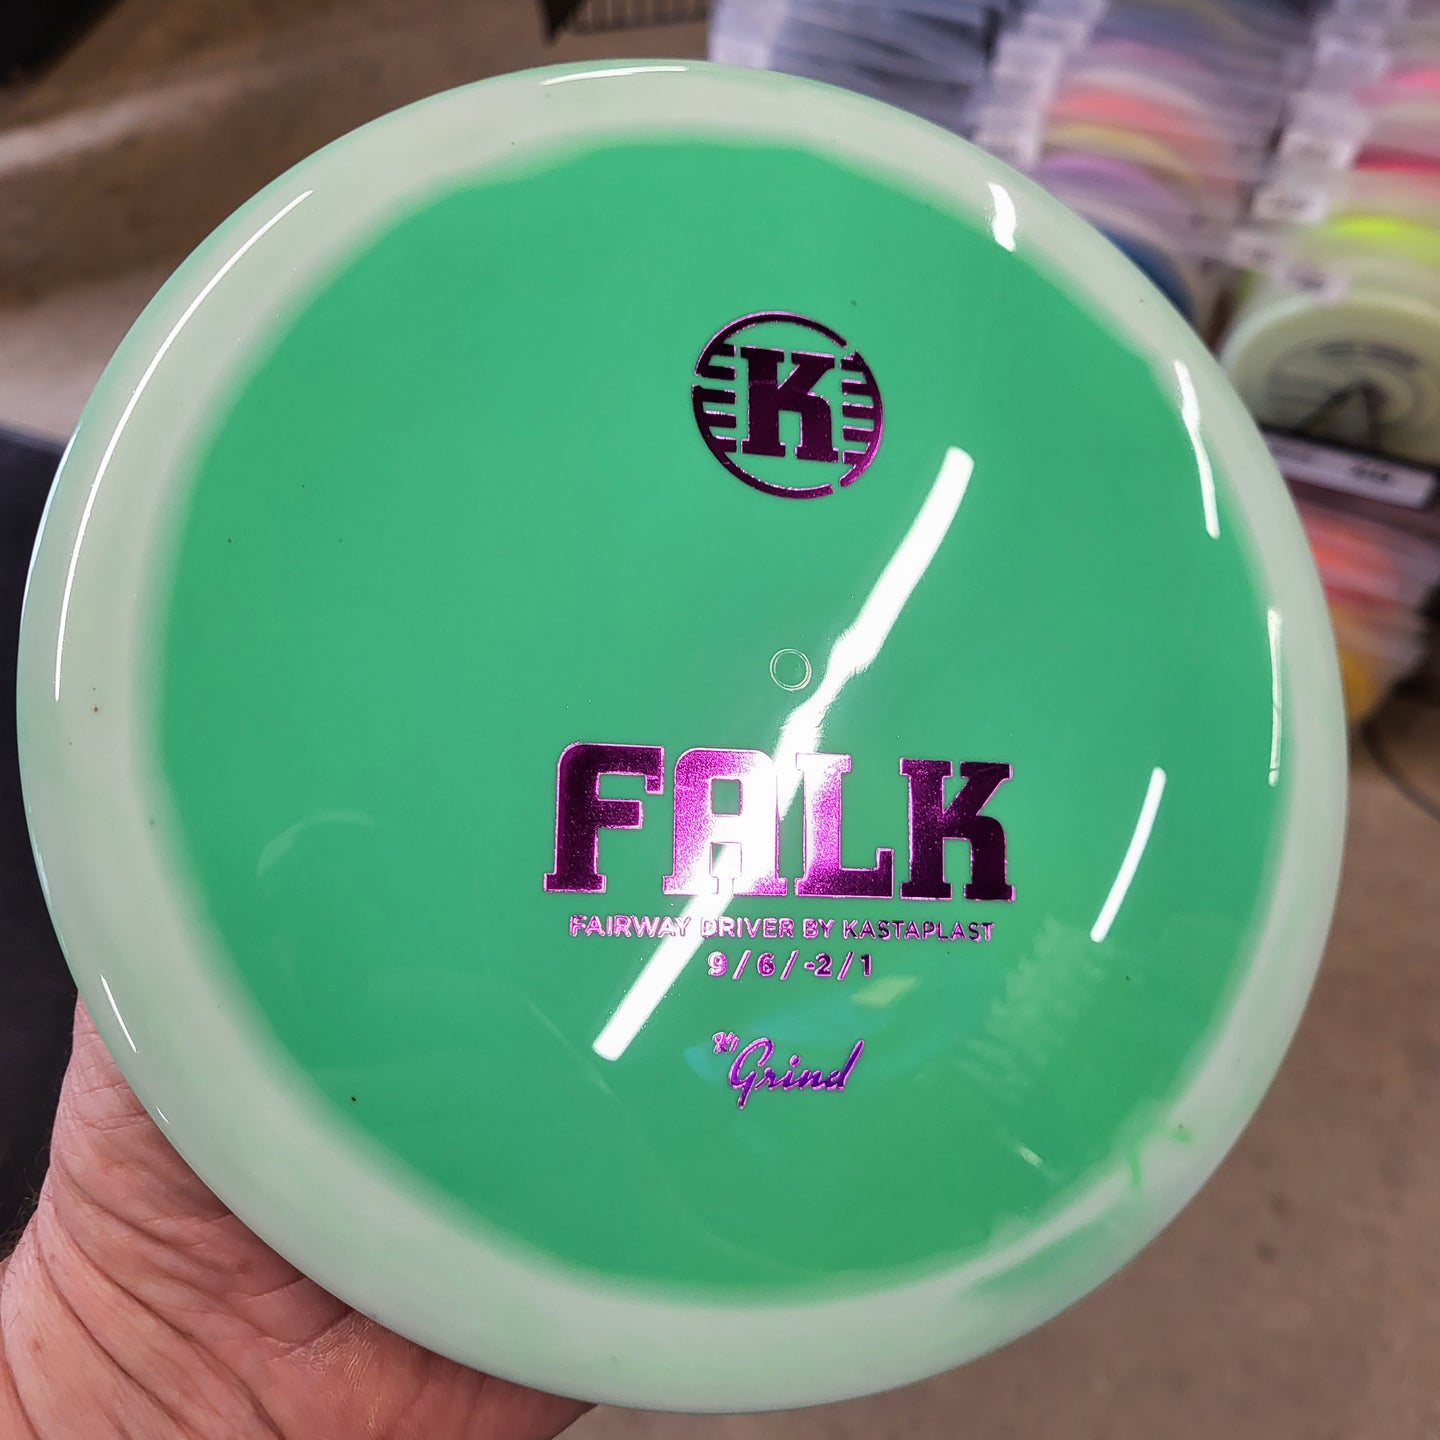 K
FALK
FAIRWAY DRIVER BY KASTAPLAST
9 / 6 / -2 / 1
K1 Grind